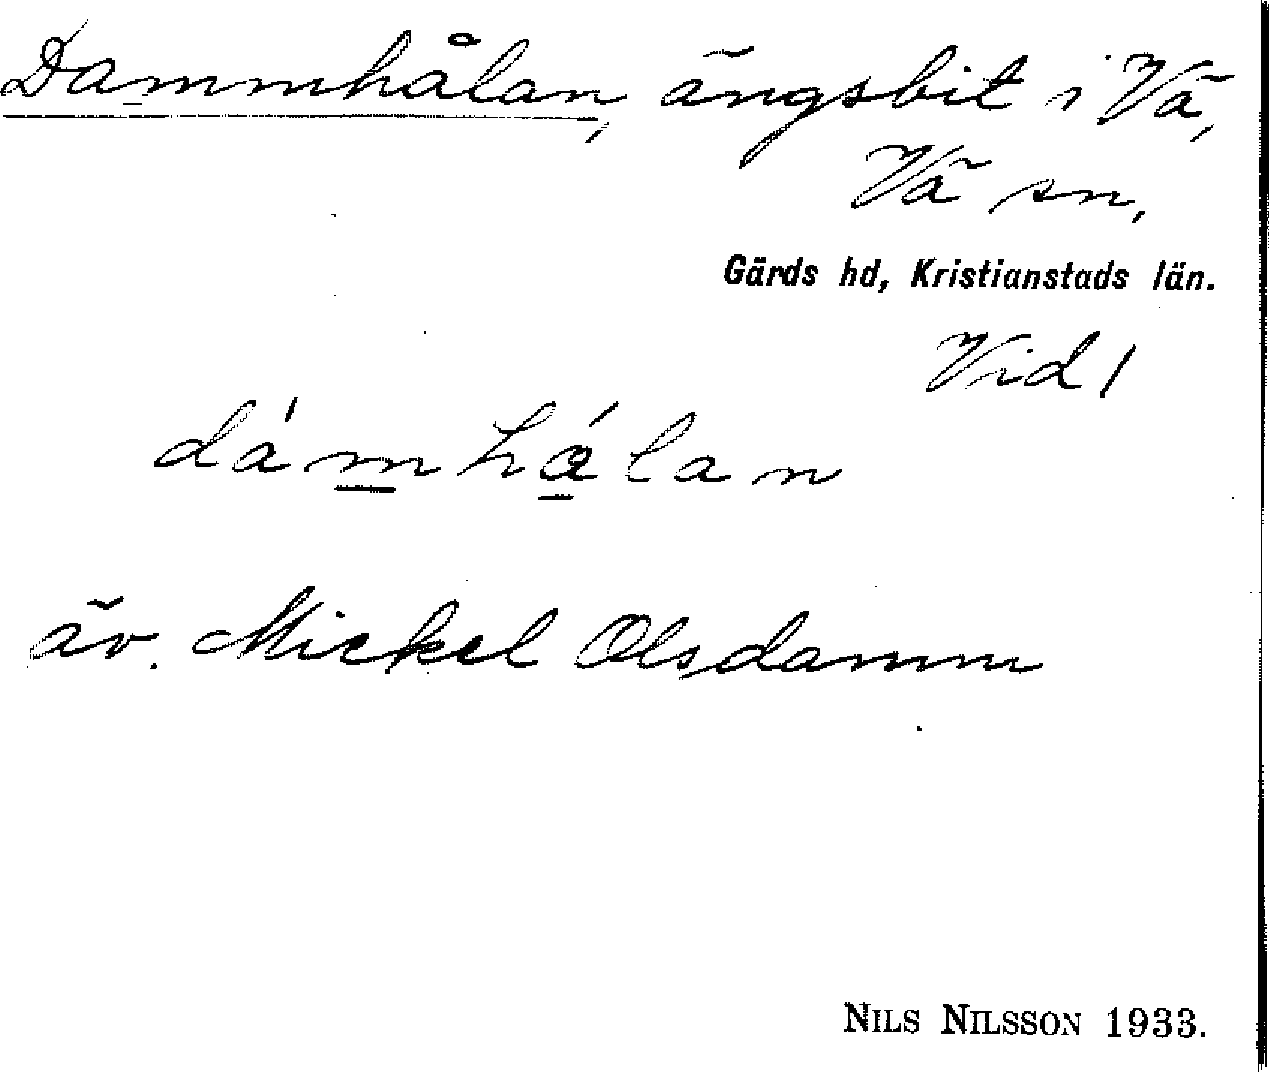 Dammhålan, ängsbit i Vä,
Vä sn,
Gärds hd, Kristianstads län.
Vid 1
dámhálan
äv. Mickel Olsdamm
NILS NILSSON 1933.